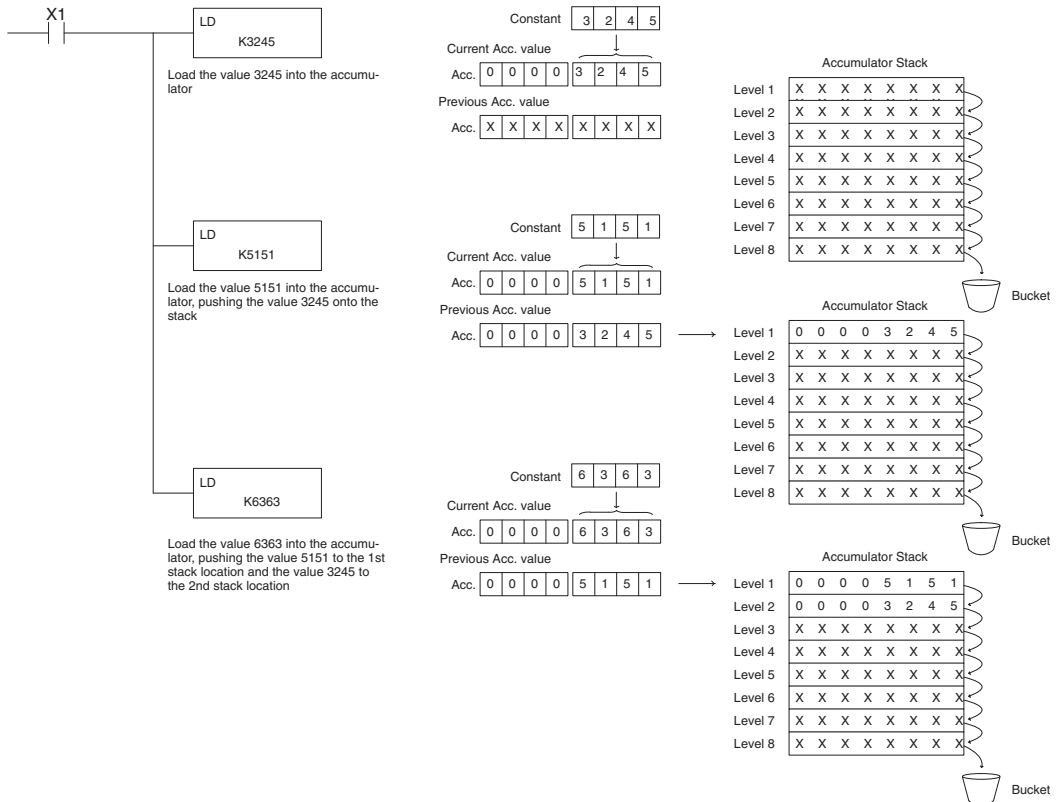 X1
LD
K3245
Load the value 3245 into the accumu-
lator
Constant 3 2 4 5
Current Acc. value
Acc. 0 0 0 0 3 2 4 5
Previous Acc. value
Acc. X X X X X X X X
Accumulator Stack
Level 1 X X X X X X X X
Level 2 X X X X X X X X
Level 3 X X X X X X X X
Level 4 X X X X X X X X
Level 5 X X X X X X X X
Level 6 X X X X X X X X
Level 7 X X X X X X X X
Level 8 X X X X X X X X
Bucket
LD
K5151
Load the value 5151 into the accumu-
lator, pushing the value 3245 onto the
stack
Constant 5 1 5 1
Current Acc. value
Acc. 0 0 0 0 5 1 5 1
Previous Acc. value
Acc. 0 0 0 0 3 2 4 5
Accumulator Stack
Level 1 0 0 0 0 3 2 4 5
Level 2 X X X X X X X X
Level 3 X X X X X X X X
Level 4 X X X X X X X X
Level 5 X X X X X X X X
Level 6 X X X X X X X X
Level 7 X X X X X X X X
Level 8 X X X X X X X X
Bucket
LD
K6363
Load the value 6363 into the accumu-
lator, pushing the value 5151 to the 1st
stack location and the value 3245 to
the 2nd stack location
Constant 6 3 6 3
Current Acc. value
Acc. 0 0 0 0 6 3 6 3
Previous Acc. value
Acc. 0 0 0 0 5 1 5 1
Accumulator Stack
Level 1 0 0 0 0 5 1 5 1
Level 2 0 0 0 0 3 2 4 5
Level 3 X X X X X X X X
Level 4 X X X X X X X X
Level 5 X X X X X X X X
Level 6 X X X X X X X X
Level 7 X X X X X X X X
Level 8 X X X X X X X X
Bucket